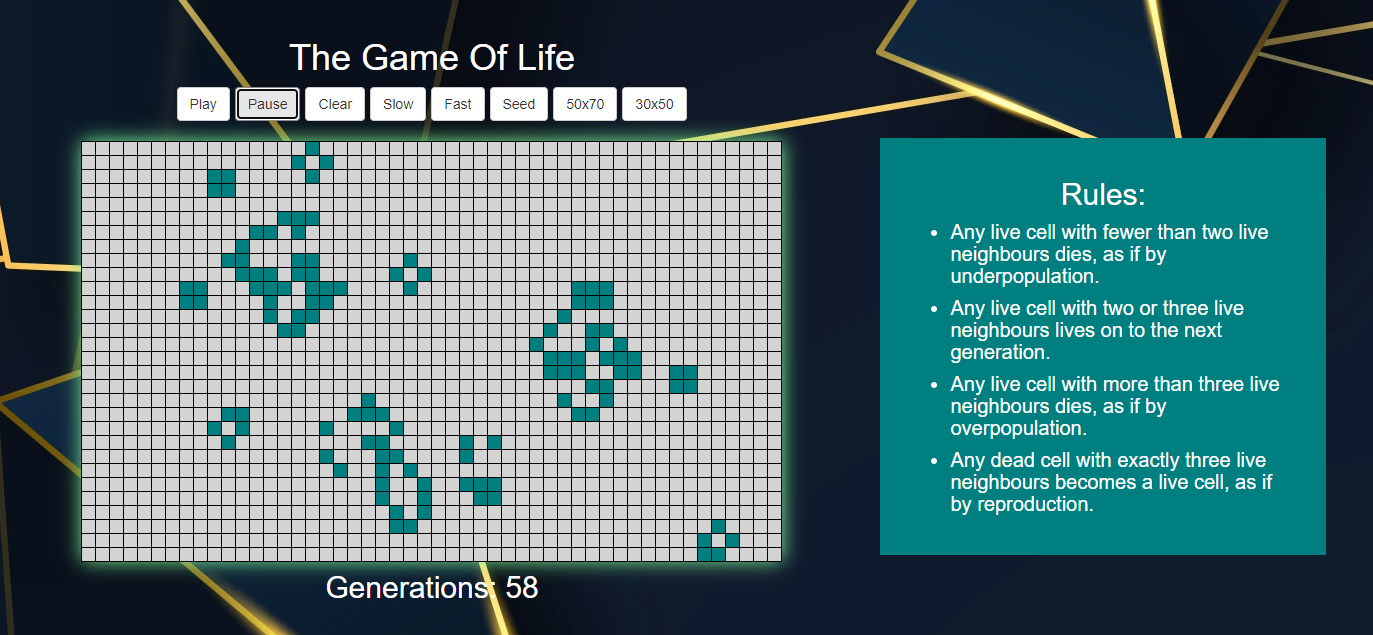 The Game Of Life
Play Pause Clear Slow Fast Seed 50x70 30x50
Rules:
• Any live cell with fewer than two live
neighbours dies, as if by
underpopulation.
• Any live cell with two or three live
neighbours lives on to the next
generation.
• Any live cell with more than three live
neighbours dies, as if by
overpopulation.
• Any dead cell with exactly three live
neighbours becomes a live cell, as if
by reproduction.
Generations: 58